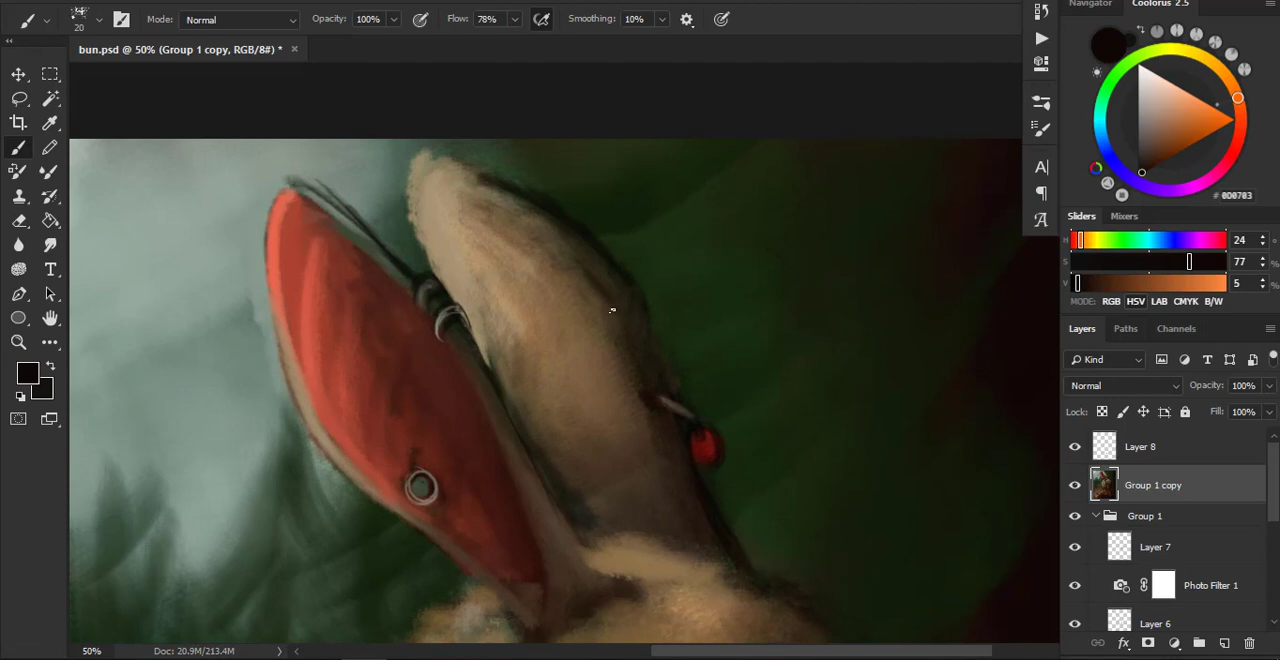 Mode: Normal Opacity: 100% Flow: 78% Smoothing: 10%
20
bun.psd @ 50% (Group 1 copy, RGB/8#) * ×
Navigator Coolorus 2.5
# 0D0703
Sliders Mixers
H 24 °
S 77 %
V 5 %
MODE: RGB HSV LAB CMYK B/W
Layers Paths Channels
Kind
Normal Opacity: 100%
Lock: Fill: 100%
Layer 8
Group 1 copy
Group 1
Layer 7
Photo Filter 1
Layer 6
50% Doc: 20.9M/213.4M